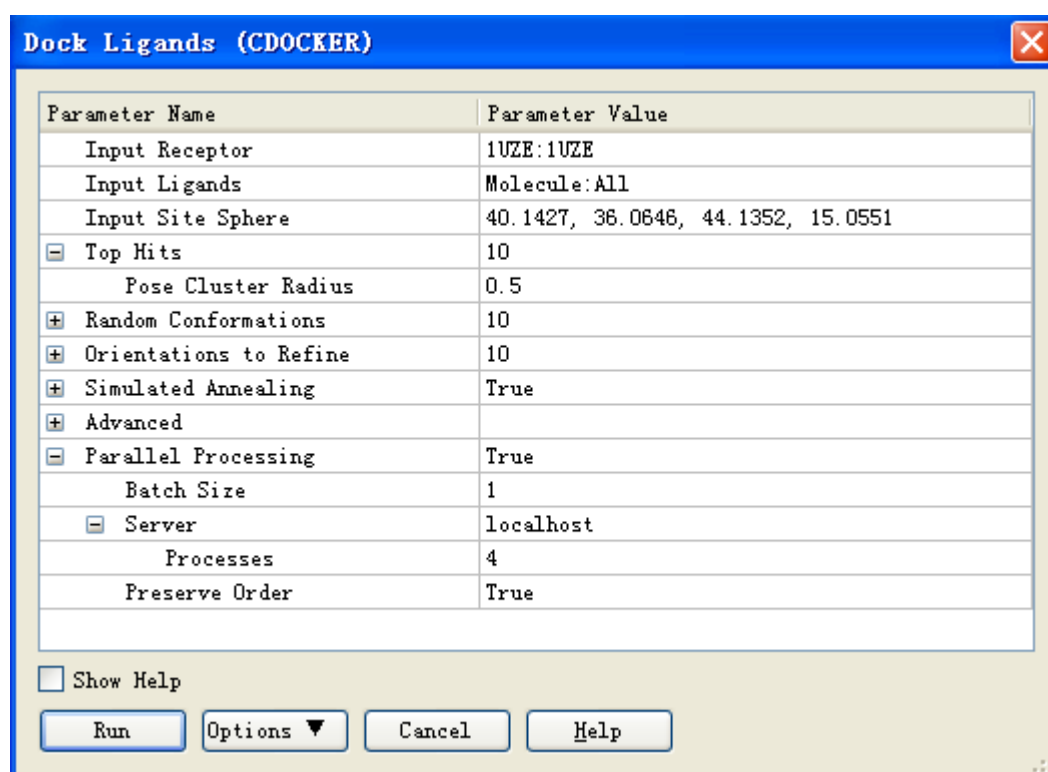 Dock Ligands (CDOCKER)
Parameter Name Parameter Value
Input Receptor 1UZE:1UZE
Input Ligands Molecule:All
Input Site Sphere 40.1427, 36.0646, 44.1352, 15.0551
Top Hits 10
Pose Cluster Radius 0.5
Random Conformations 10
Orientations to Refine 10
Simulated Annealing True
Advanced
Parallel Processing True
Batch Size 1
Server localhost
Processes 4
Preserve Order True
Show Help
Run Options ▼ Cancel Help